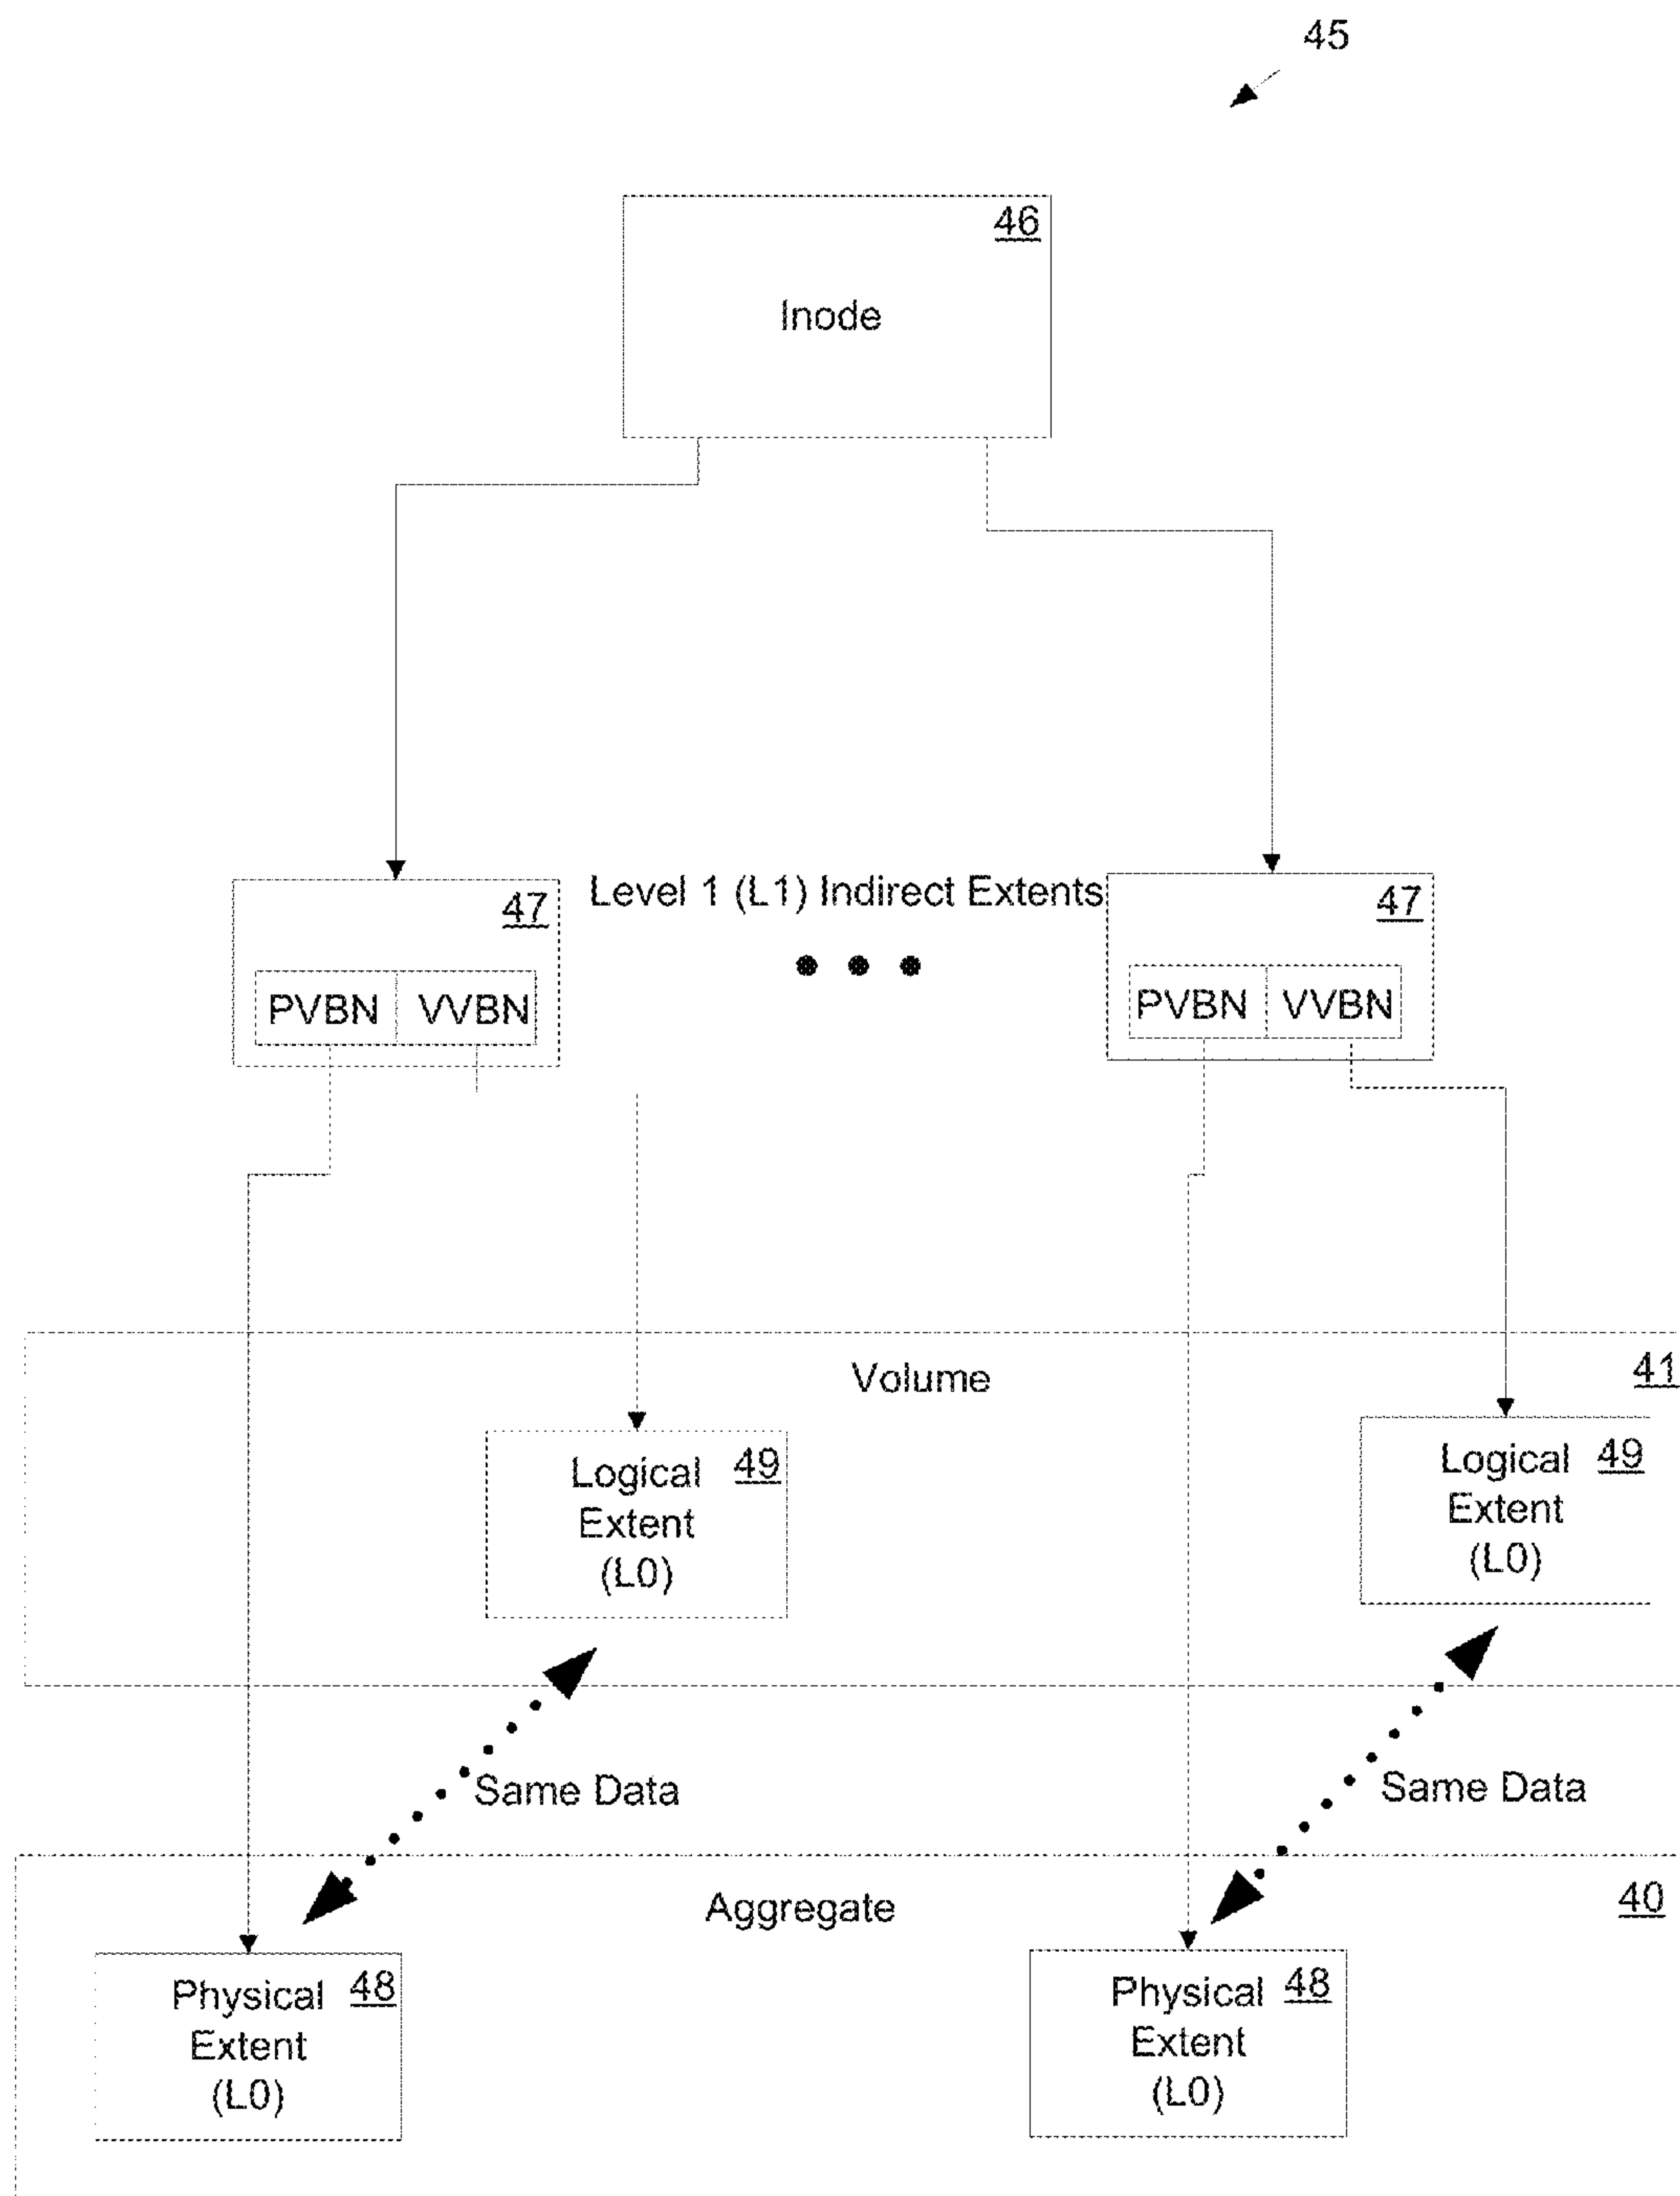 45
46
Inode
47
Level 1 (L1) Indirect Extents
47
PVBN VVBN
PVBN VVBN
Volume
41
Logical 49
Extent
(L0)
Logical 49
Extent
(L0)
Same Data
Same Data
Aggregate
40
Physical 48
Extent
(L0)
Physical 48
Extent
(L0)